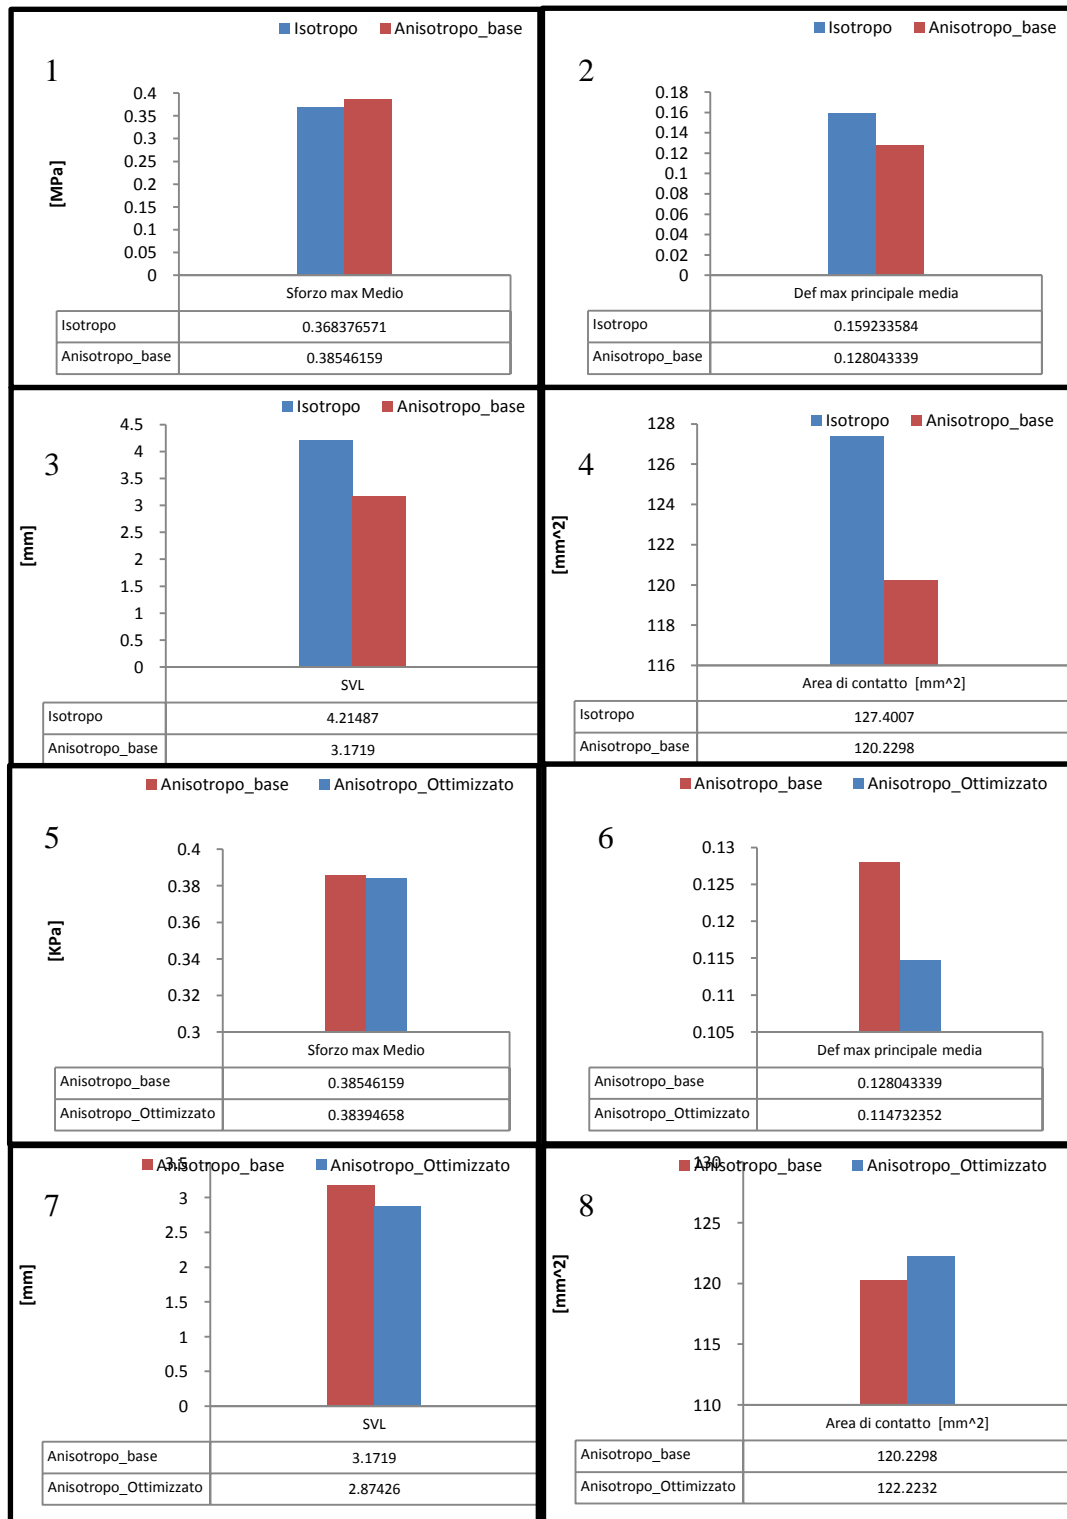 Isotropo Anisotropo_base
1
0.4
0.35
0.3
0.25
0.2
0.15
0.1
0.05
0
[MPa]
Sforzo max Medio
Isotropo 0.368376571
Anisotropo_base 0.38546159
Isotropo Anisotropo_base
2
0.18
0.16
0.14
0.12
0.1
0.08
0.06
0.04
0.02
0
Def max principale media
Isotropo 0.159233584
Anisotropo_base 0.128043339
Isotropo Anisotropo_base
3
4.5
4
3.5
3
2.5
2
1.5
1
0.5
0
[mm]
SVL
Isotropo 4.21487
Anisotropo_base 3.1719
Isotropo Anisotropo_base
4
128
126
124
122
120
118
116
[mm^2]
Area di contatto [mm^2]
Isotropo 127.4007
Anisotropo_base 120.2298
Anisotropo_base Anisotropo_Ottimizzato
5
0.4
0.38
0.36
0.34
0.32
0.3
[KPa]
Sforzo max Medio
Anisotropo_base 0.38546159
Anisotropo_Ottimizzato 0.38394658
Anisotropo_base Anisotropo_Ottimizzato
6
0.13
0.125
0.12
0.115
0.11
0.105
Def max principale media
Anisotropo_base 0.128043339
Anisotropo_Ottimizzato 0.114732352
Anisotropo_base Anisotropo_Ottimizzato
7
3.5
3
2.5
2
1.5
1
0.5
0
[mm]
SVL
Anisotropo_base 3.1719
Anisotropo_Ottimizzato 2.87426
Anisotropo_base Anisotropo_Ottimizzato
8
130
125
120
115
110
[mm^2]
Area di contatto [mm^2]
Anisotropo_base 120.2298
Anisotropo_Ottimizzato 122.2232